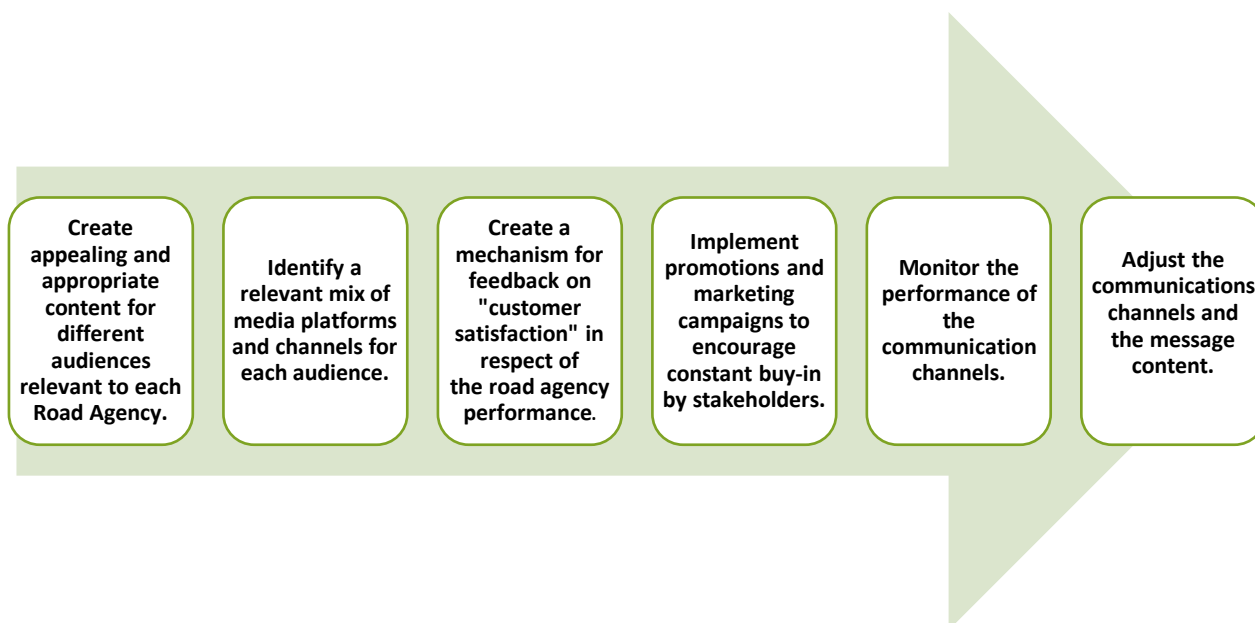 Create
appealing and
appropriate
content for
different
audiences
relevant to each
Road Agency.
Identify a
relevant mix of
media platforms
and channels for
each audience.
Create a
mechanism for
feedback on
"customer
satisfaction" in
respect of
the road agency
performance.
Implement
promotions and
marketing
campaigns to
encourage
constant buy-in
by stakeholders.
Monitor the
performance of
the
communication
channels.
Adjust the
communications
channels and
the message
content.